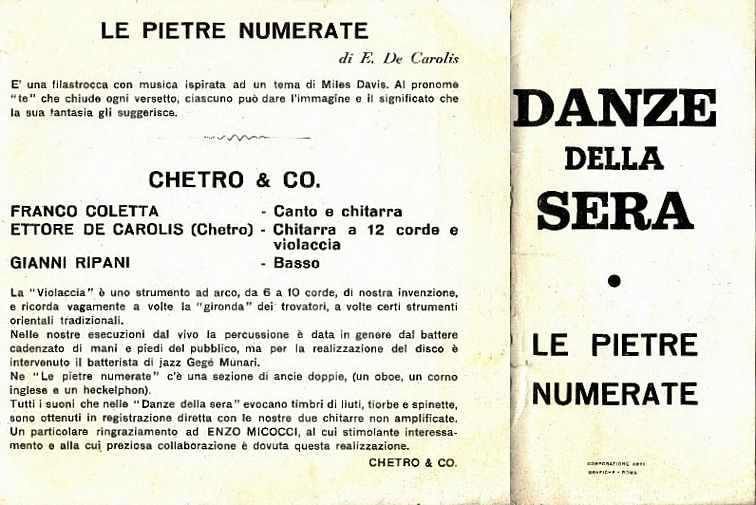 LE PIETRE NUMERATE
di E. De Carolis
E' una filastrocca con musica ispirata ad un tema di Miles Davis. Al pronome
"te" che chiude ogni versetto, ciascuno può dare l'immagine e il significato che
la sua fantasia gli suggerisce.
CHETRO & CO.
FRANCO COLETTA - Canto e chitarra
ETTORE DE CAROLIS (Chetro) - Chitarra a 12 corde e
violaccia
GIANNI RIPANI - Basso
La "Violaccia" è uno strumento ad arco, da 6 a 10 corde, di nostra invenzione,
e ricorda vagamente a volte la "gironda" dei trovatori, a volte certi strumenti
orientali tradizionali.
Nelle nostre esecuzioni dal vivo la percussione è data in genere dal battere
cadenzato di mani e piedi del pubblico, ma per la realizzazione del disco è
intervenuto il batterista di jazz Gegé Munari.
Ne "Le pietre numerate" c'è una sezione di ancie doppie, (un oboe, un corno
inglese e un heckelphon).
Tutti i suoni che nelle "Danze della sera" evocano timbri di liuti, tiorbe e spinette,
sono ottenuti in registrazione diretta con le nostre due chitarre non amplificate.
Un particolare ringraziamento ad ENZO MICOCCI, al cui stimolante interessa-
mento e alla cui preziosa collaborazione è dovuta questa realizzazione.
CHETRO & CO.
DANZE
DELLA
SERA
LE PIETRE
NUMERATE
CORPORAZIONE ARTI
GRAFICHE - ROMA